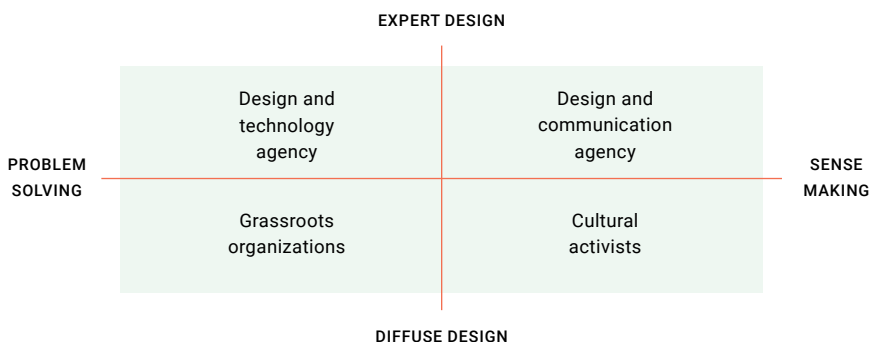 EXPERT DESIGN
Design and
technology
agency
Design and
communication
agency
PROBLEM
SOLVING
SENSE
MAKING
Grassroots
organizations
Cultural
activists
DIFFUSE DESIGN